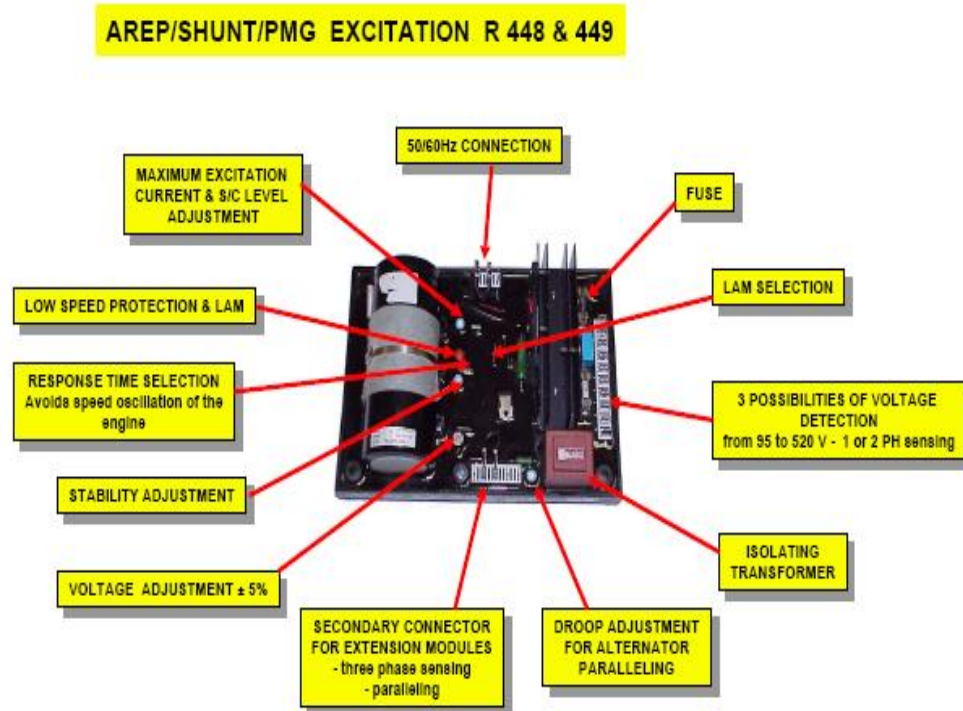 AREP/SHUNT/PMG EXCITATION R 448 & 449
50/60Hz CONNECTION
MAXIMUM EXCITATION
CURRENT & S/C LEVEL
ADJUSTMENT
FUSE
LOW SPEED PROTECTION & LAM
LAM SELECTION
RESPONSE TIME SELECTION
Avoids speed oscillation of the
engine
3 POSSIBILITIES OF VOLTAGE
DETECTION
from 95 to 520 V - 1 or 2 PH sensing
STABILITY ADJUSTMENT
ISOLATING
TRANSFORMER
VOLTAGE ADJUSTMENT ± 5%
SECONDARY CONNECTOR
FOR EXTENSION MODULES
- three phase sensing
- paralleling
DROOP ADJUSTMENT
FOR ALTERNATOR
PARALLELING